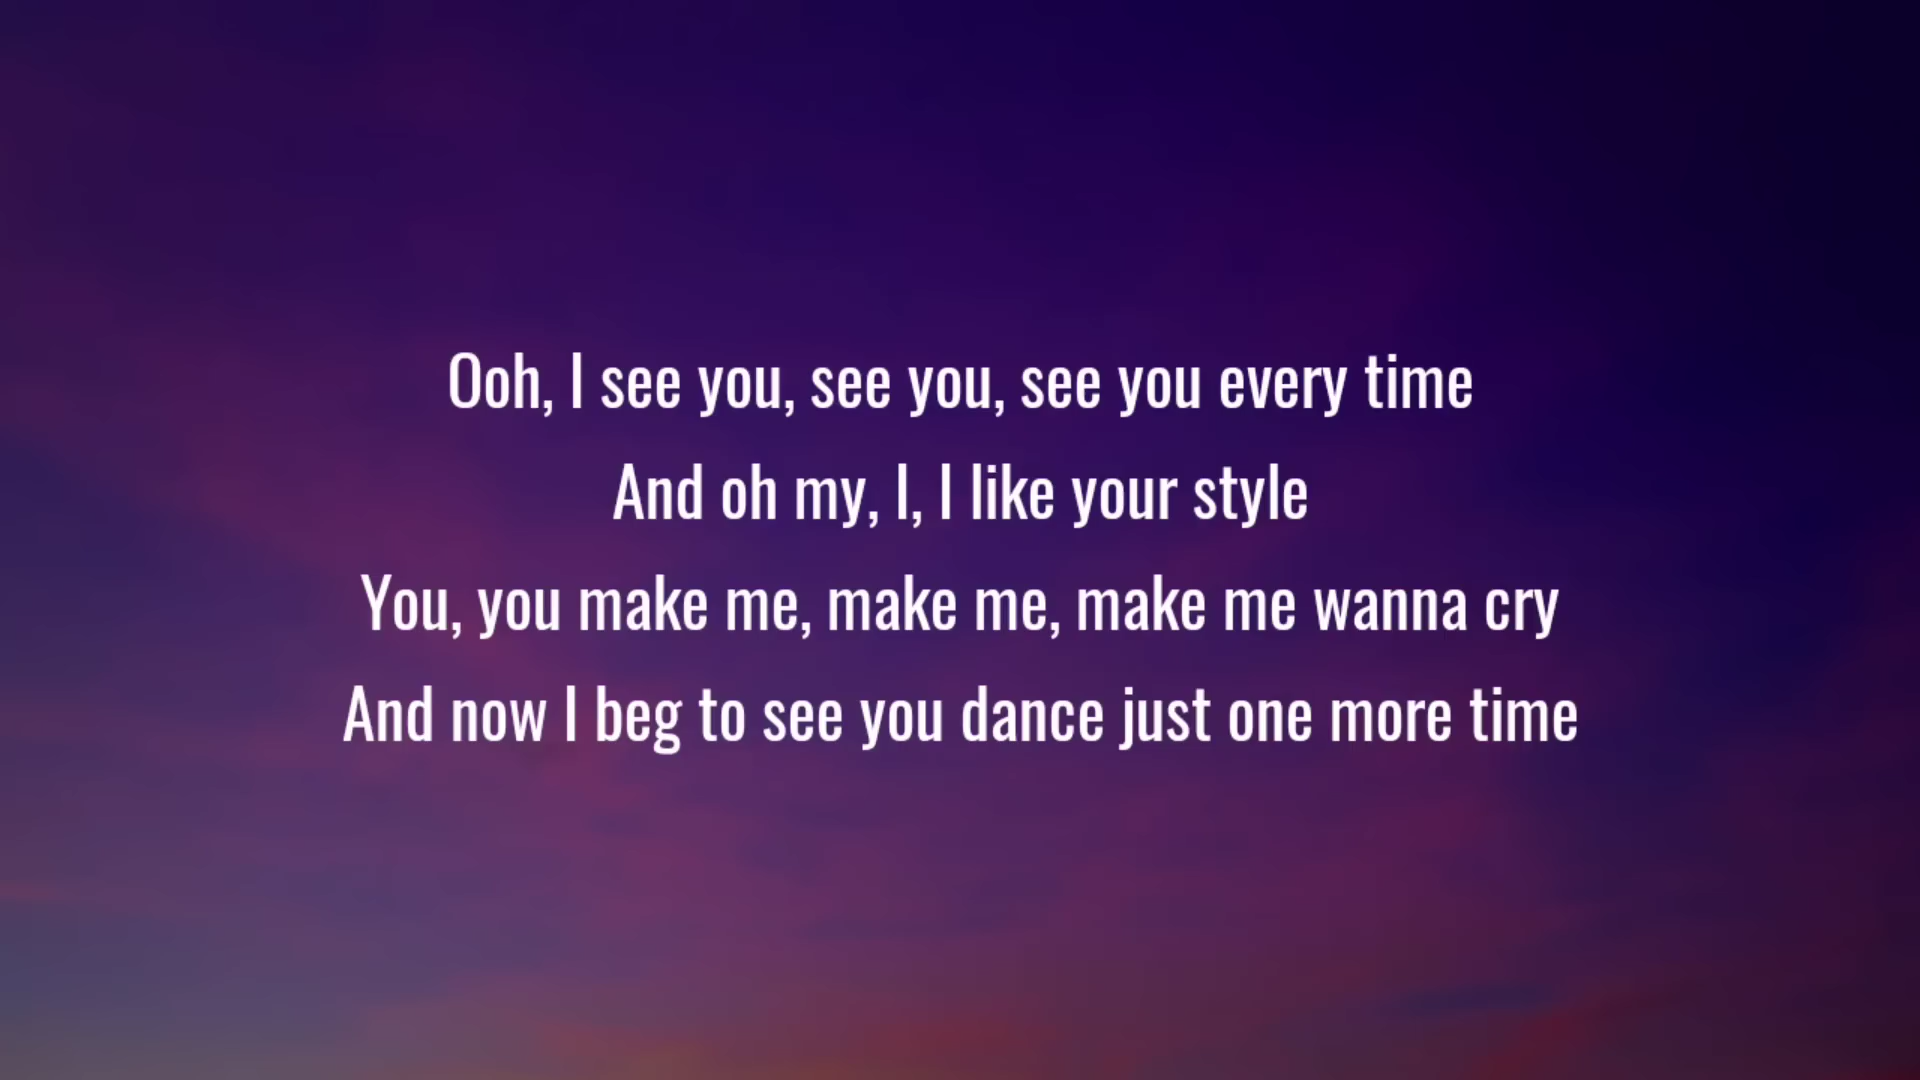 Ooh, I see you, see you, see you every time
And oh my, I, I like your style
You, you make me, make me, make me wanna cry
And now I beg to see you dance just one more time